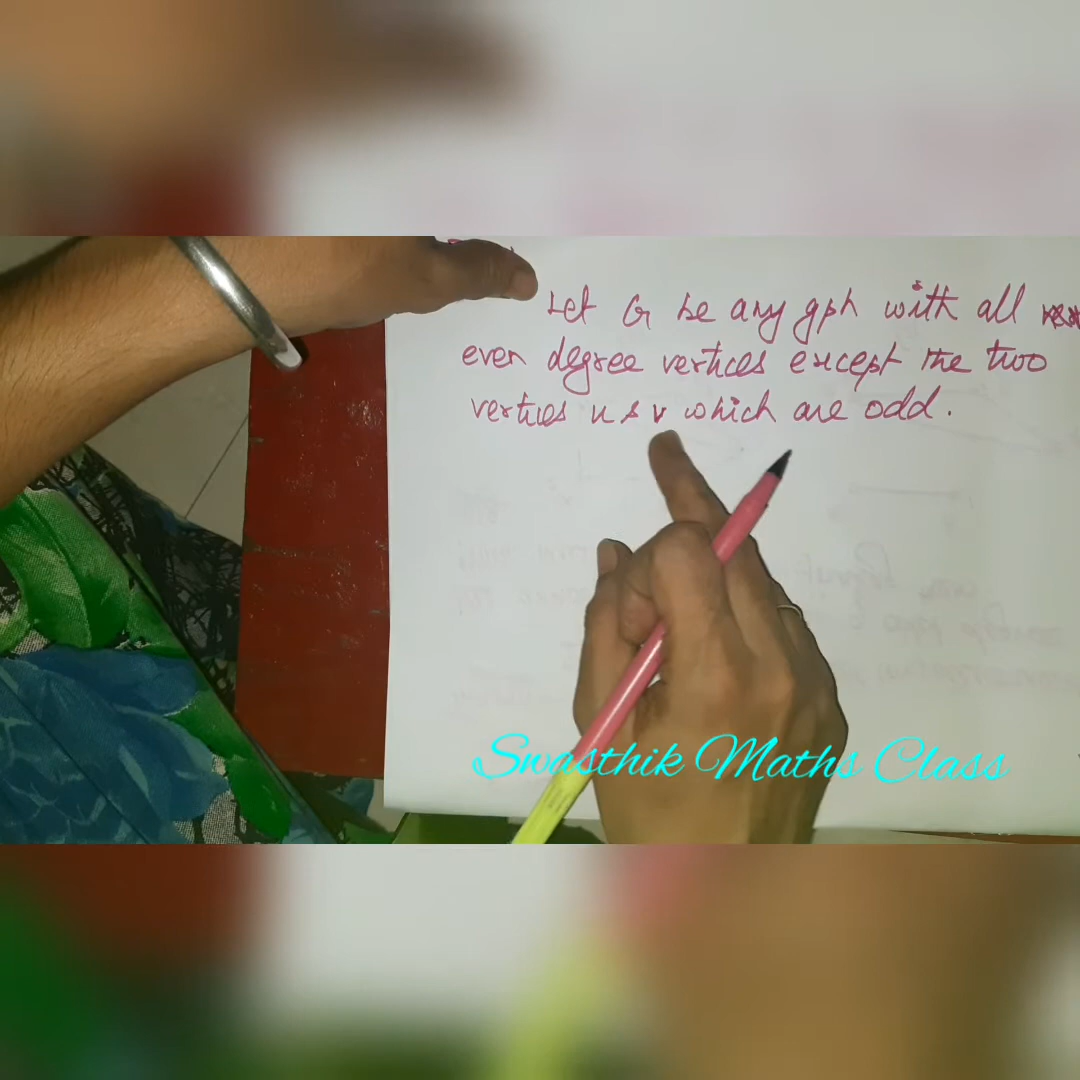 Let G be any gph with all
even degree vertices except the two
vertices u & v which are odd.
Swasthik Maths Class